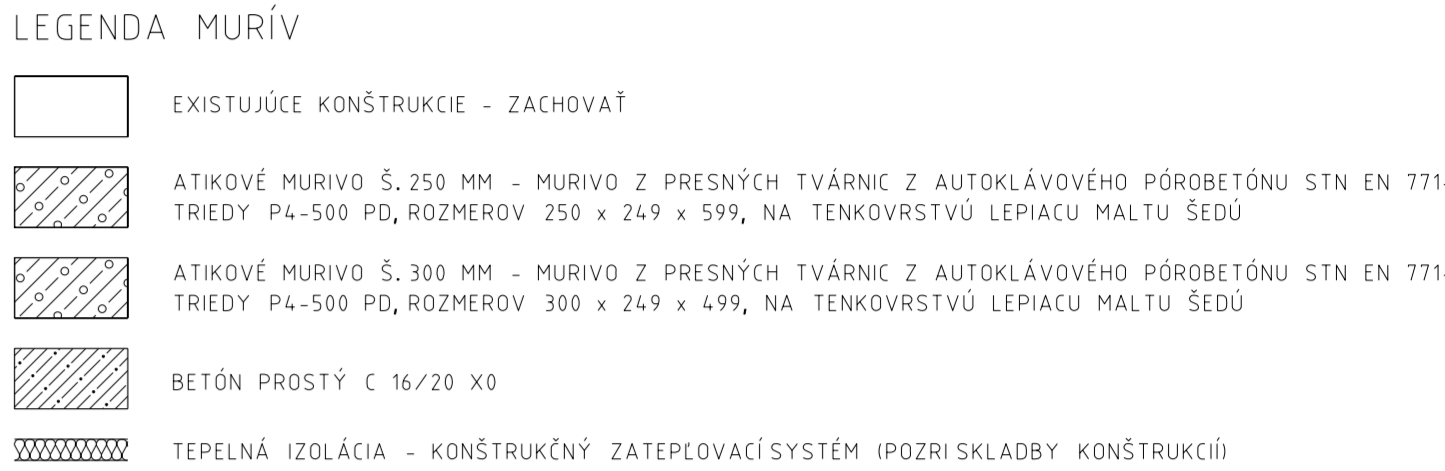 LEGENDA MURÍV
EXISTUJÚCE KONŠTRUKCIE - ZACHOVAŤ
ATIKOVÉ MURIVO Š.250 MM - MURIVO Z PRESNÝCH TVÁRNIC Z AUTOKLÁVOVÉHO PÓROBETÓNU STN EN 771-
TRIEDY P4-500 PD, ROZMEROV 250 x 249 x 599, NA TENKOVRSTVÚ LEPIACU MALTU ŠEDÚ
ATIKOVÉ MURIVO Š.300 MM - MURIVO Z PRESNÝCH TVÁRNIC Z AUTOKLÁVOVÉHO PÓROBETÓNU STN EN 771-
TRIEDY P4-500 PD, ROZMEROV 300 x 249 x 499, NA TENKOVRSTVÚ LEPIACU MALTU ŠEDÚ
BETÓN PROSTÝ C 16/20 X0
TEPELNÁ IZOLÁCIA - KONŠTRUKČNÝ ZATEPĽOVACÍ SYSTÉM (POZRI SKLADBY KONŠTRUKCIÍ)